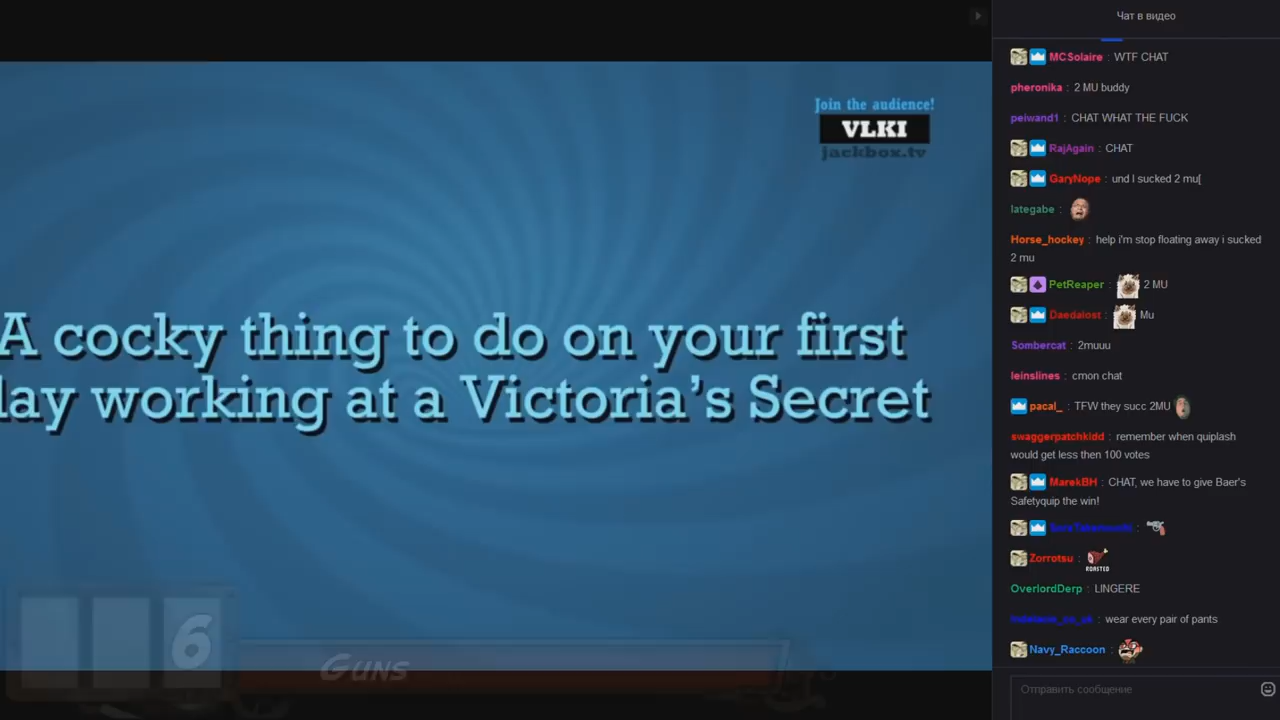 Чат в видео
Join the audience!
VLKI
jackbox.tv
A cocky thing to do on your first
day working at a Victoria's Secret
6
GUNS
MCSolaire : WTF CHAT
pheronika : 2 MU buddy
peiwand1 : CHAT WHAT THE FUCK
RajAgain : CHAT
GaryNope : und I sucked 2 mu[
lategabe :
Horse_hockey : help i'm stop floating away i sucked
2 mu
PetReaper : 2 MU
Daedalost : Mu
Sombercat : 2muuu
leinslines : cmon chat
pacal_ : TFW they succ 2MU
swaggerpatchkidd : remember when quiplash
would get less then 100 votes
MarekBH : CHAT, we have to give Baer's
Safetyquip the win!
Zorrotsu :
ROASTED
OverlordDerp : LINGERE
: wear every pair of pants
Navy_Raccoon :
Отправить сообщение